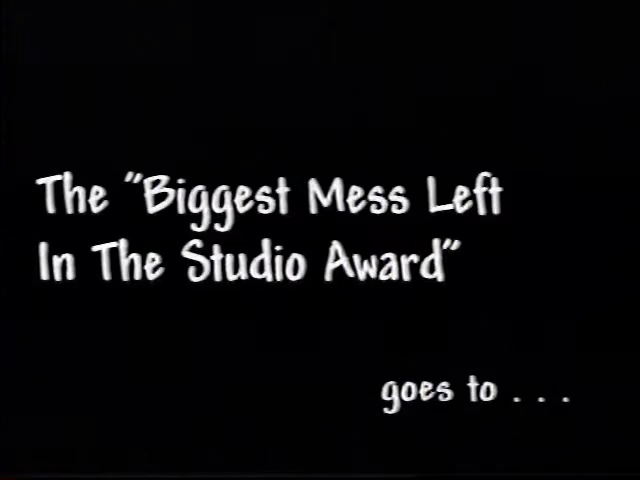 The "Biggest Mess Left
In The Studio Award"
goes to . . .